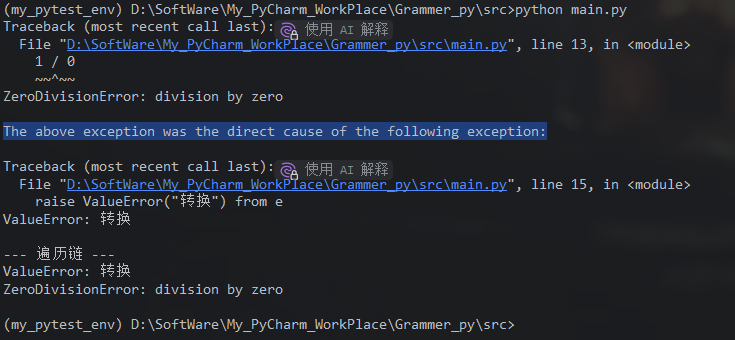 (my_pytest_env) D:\SoftWare\My_PyCharm_WorkPlace\Grammer_py\src>python main.py
Traceback (most recent call last): 使用 AI 解释
  File "D:\SoftWare\My_PyCharm_WorkPlace\Grammer_py\src\main.py", line 13, in <module>
    1 / 0
    ~~^~~
ZeroDivisionError: division by zero

The above exception was the direct cause of the following exception:

Traceback (most recent call last): 使用 AI 解释
  File "D:\SoftWare\My_PyCharm_WorkPlace\Grammer_py\src\main.py", line 15, in <module>
    raise ValueError("转换") from e
ValueError: 转换

--- 遍历链 ---
ValueError: 转换
ZeroDivisionError: division by zero

(my_pytest_env) D:\SoftWare\My_PyCharm_WorkPlace\Grammer_py\src>